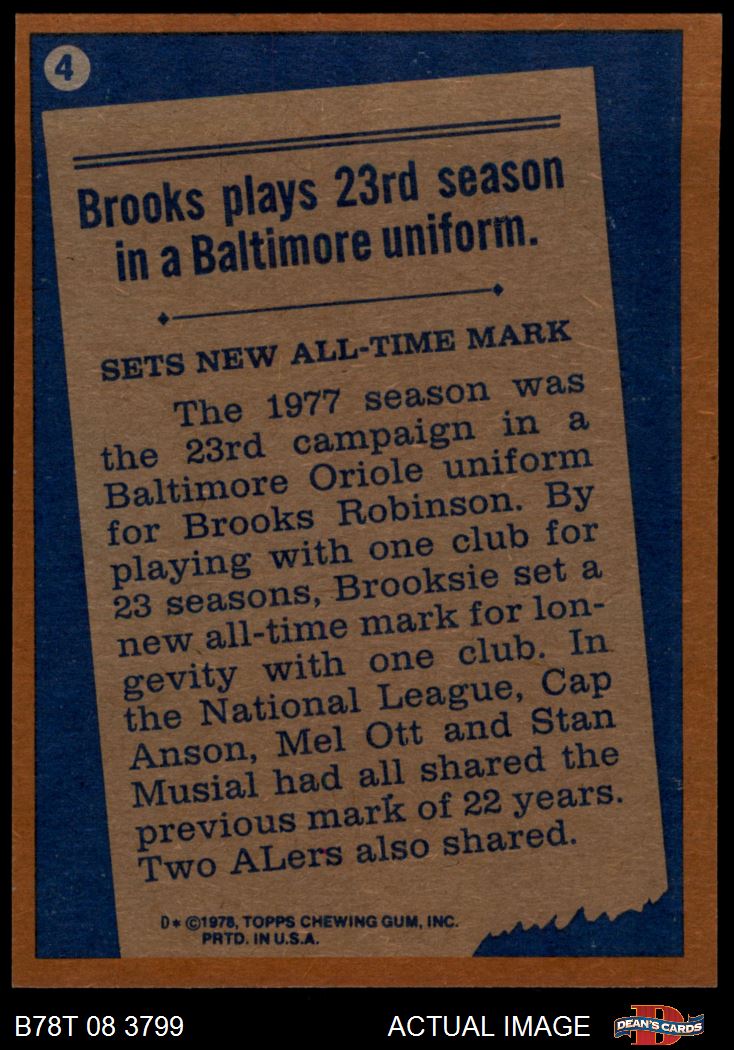 4
Brooks plays 23rd season
in a Baltimore uniform.
SETS NEW ALL-TIME MARK
The 1977 season was
the 23rd campaign in a
Baltimore Oriole uniform
for Brooks Robinson. By
playing with one club for
23 seasons, Brooksie set a
new all-time mark for lon-
gevity with one club. In
the National League, Cap
Anson, Mel Ott and Stan
Musial had all shared the
previous mark of 22 years.
Two ALers also shared.
D* ©1978, TOPPS CHEWING GUM, INC.
PRTD. IN U.S.A.
B78T 08 3799
ACTUAL IMAGE
D
DEAN'S CARDS